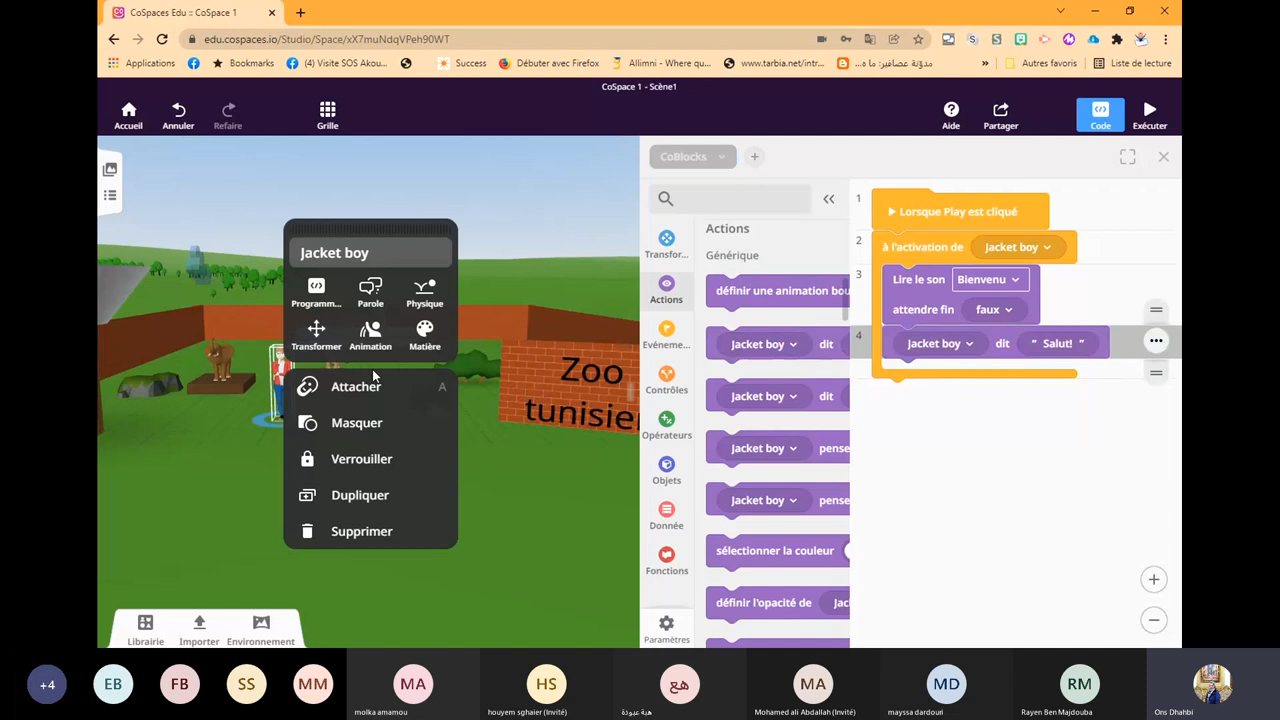 CoSpaces Edu :: CoSpace 1
edu.cospaces.io/Studio/Space/xX7muNdqVPeh90WT
Applications
Bookmarks
(4) Visite SOS Akou...
Success
Débuter avec Firefox
Allimni - Where qu...
www.tarbia.net/intr...
مدوّنة عصافير: ما ه...
Autres favoris
Liste de lecture
CoSpace 1 - Scène1
Accueil
Annuler
Refaire
Grille
Aide
Partager
Code
Exécuter
CoBlocks
Jacket boy
Programm...
Parole
Physique
Transformer
Animation
Matière
Attacher A
Masquer
Verrouiller
Dupliquer
Supprimer
Zoo
tunisien
Librairie
Importer
Environnement
Transfor...
Actions
Evéneme...
Contrôles
Opérateurs
Objets
Donnée
Fonctions
Paramètres
Actions
Générique
définir une animation bou
Jacket boy dit
Jacket boy dit
Jacket boy pense
Jacket boy pense
sélectionner la couleur
définir l'opacité de Jac
1 Lorsque Play est cliqué
2 à l'activation de Jacket boy
3 Lire le son Bienvenu
attendre fin faux
4 Jacket boy dit “ Salut! ”
+4
EB
FB
SS
MM
MA
molka amamou
HS
houyem sghaier (Invité)
هع
هبة عبودة
MA
Mohamed ali Abdallah (Invité)
MD
mayssa dardouri
RM
Rayen Ben Majdouba
Ons Dhahbi